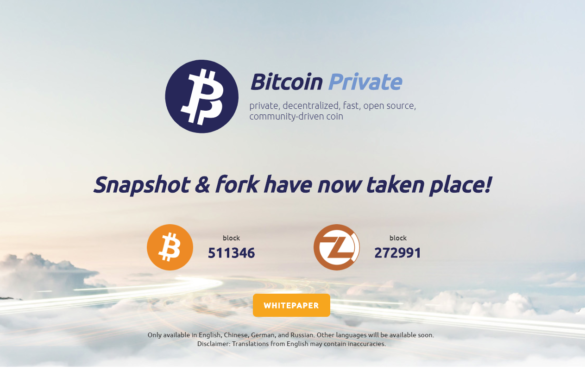 Bitcoin Private
private, decentralized, fast, open source,
community-driven coin
Snapshot & fork have now taken place!
block
511346
block
272991
WHITEPAPER
Only available in English, Chinese, German, and Russian. Other languages will be available soon.
Disclaimer: Translations from English may contain inaccuracies.